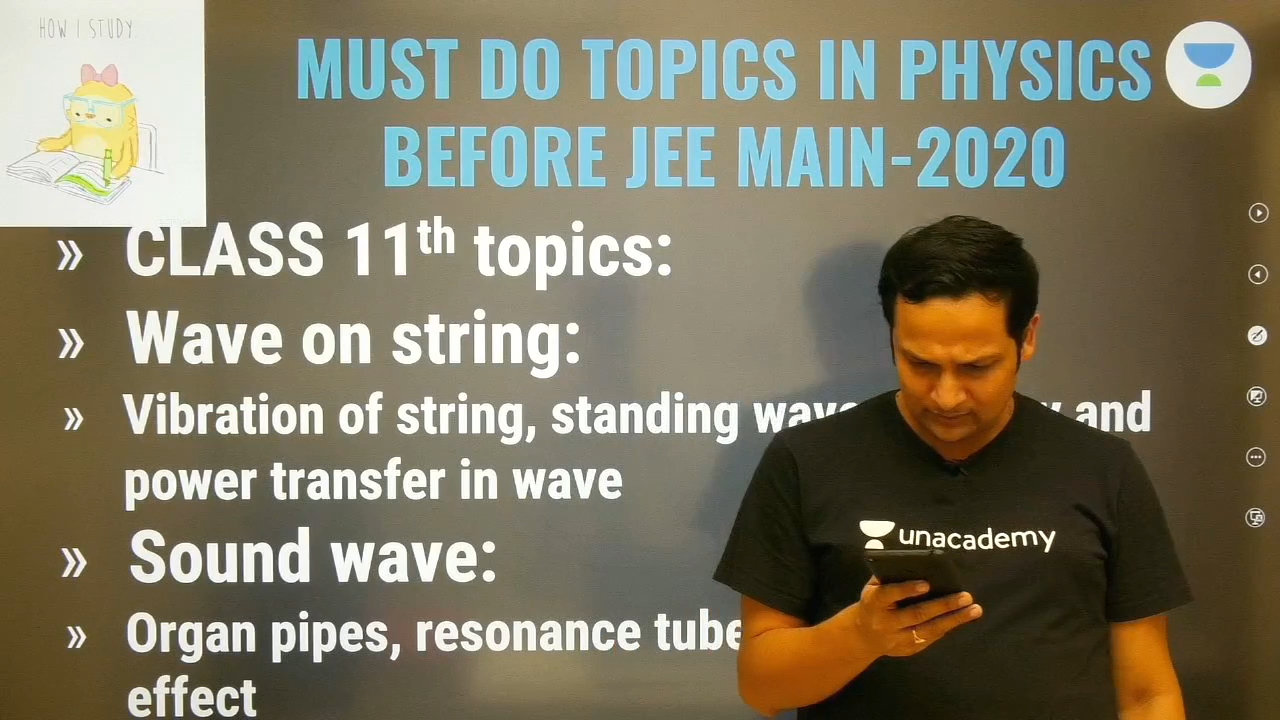 HOW I STUDY
MUST DO TOPICS IN PHYSICS
BEFORE JEE MAIN-2020
» CLASS 11th topics:
» Wave on string:
» Vibration of string, standing wave and
power transfer in wave
» Sound wave:
» Organ pipes, resonance tube
effect
unacademy